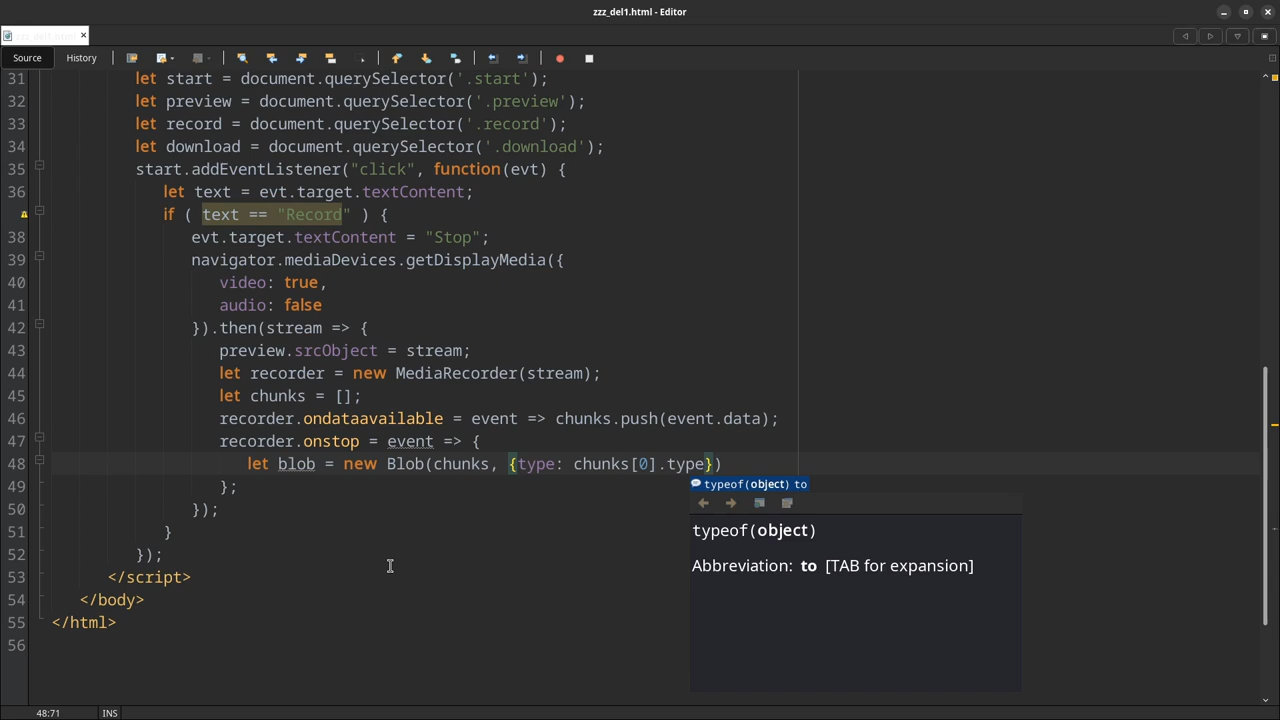 zzz_del1.html - Editor
zzz_del1.html
Source History
31 let start = document.querySelector('.start');
32 let preview = document.querySelector('.preview');
33 let record = document.querySelector('.record');
34 let download = document.querySelector('.download');
35 start.addEventListener("click", function(evt) {
36 let text = evt.target.textContent;
if ( text == "Record" ) {
38 evt.target.textContent = "Stop";
39 navigator.mediaDevices.getDisplayMedia({
40 video: true,
41 audio: false
42 }).then(stream => {
43 preview.srcObject = stream;
44 let recorder = new MediaRecorder(stream);
45 let chunks = [];
46 recorder.ondataavailable = event => chunks.push(event.data);
47 recorder.onstop = event => {
48 let blob = new Blob(chunks, {type: chunks[0].type})
49 };
50 });
51 }
52 });
53 </script>
54 </body>
55 </html>
56
typeof(object) to
typeof(object)
Abbreviation: to [TAB for expansion]
48:71 INS